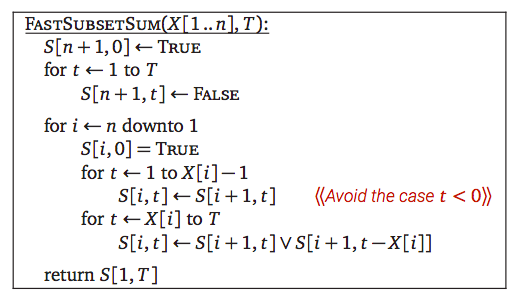 FASTSUBSETSUM(X[1..n], T):
S[n+1,0] ← TRUE
for t ← 1 to T
S[n+1,t] ← FALSE
for i ← n downto 1
S[i,0] = TRUE
for t ← 1 to X[i]−1
S[i,t] ← S[i+1,t] ⟨⟨Avoid the case t < 0⟩⟩
for t ← X[i] to T
S[i,t] ← S[i+1,t] ∨ S[i+1,t−X[i]]
return S[1,T]